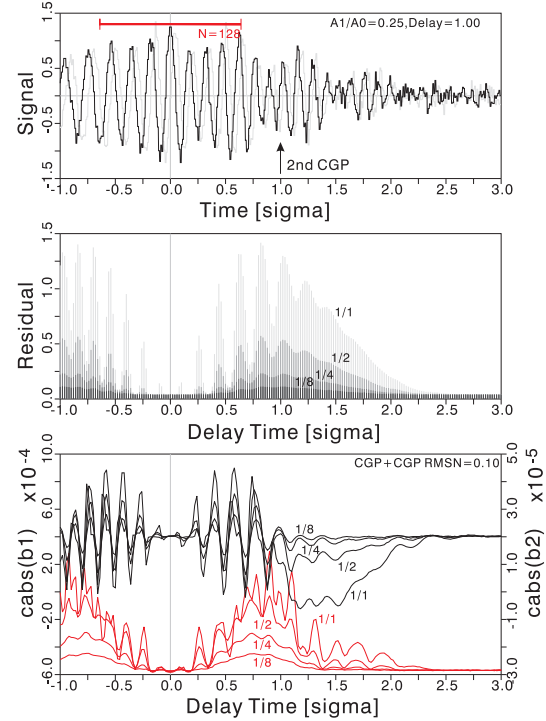 A1/A0=0.25,Delay=1.00
N=128
1.5
0.5
-0.5
-1.5
Signal
2nd CGP
-1.0 -0.5 0.0 0.5 1.0 1.5 2.0 2.5 3.0
Time [sigma]
1.5
1.0
0.5
0.0
Residual
1/1
1/2
1/4
1/8
-1.0 -0.5 0.0 0.5 1.0 1.5 2.0 2.5 3.0
Delay Time [sigma]
CGP+CGP RMSN=0.10
x10-4
10.0
6.0
-2.0
-6.0
cabs(b1)
1/8
1/4
1/2
1/1
1/1
1/2
1/4
1/8
x10-5
5.0
3.0
1.0
-1.0
-3.0
cabs(b2)
-1.0 -0.5 0.0 0.5 1.0 1.5 2.0 2.5 3.0
Delay Time [sigma]